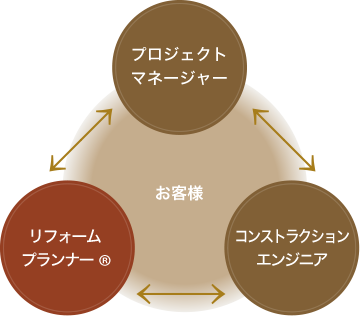 プロジェクト
マネージャー
お客様
リフォーム
プランナー ®
コンストラクション
エンジニア